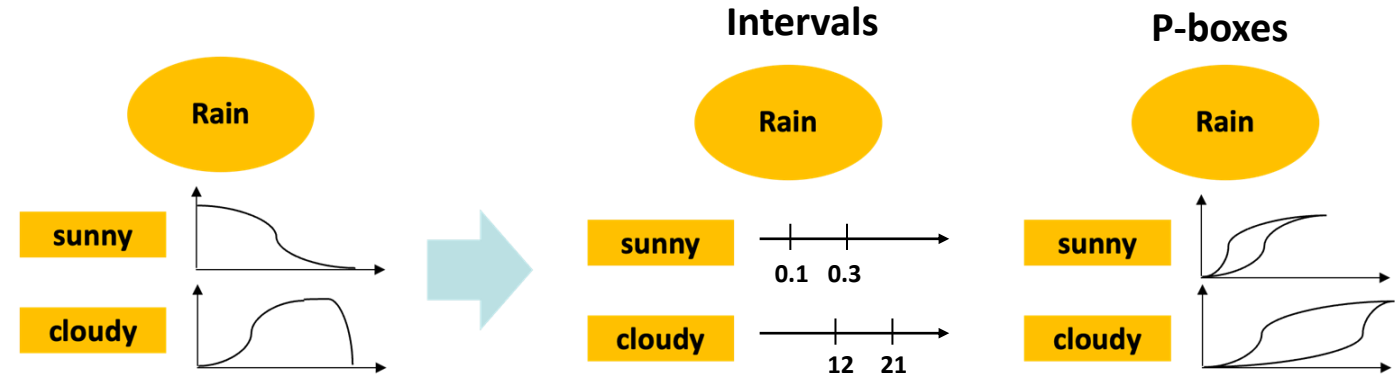 Intervals
P-boxes
Rain
Rain
Rain
sunny
sunny
0.1 0.3
sunny
cloudy
cloudy
12 21
cloudy